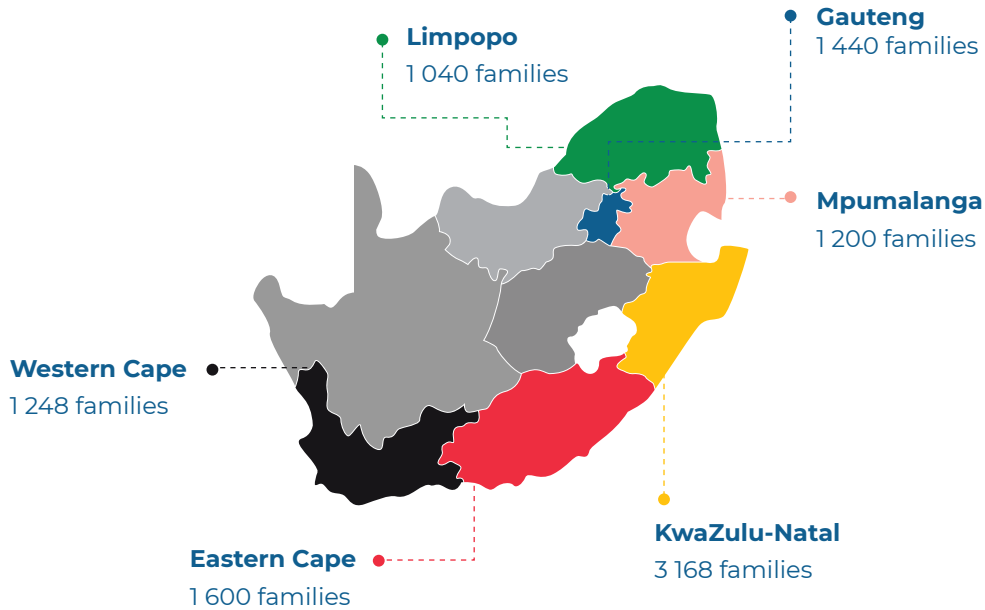 Limpopo
1 040 families
Gauteng
1 440 families
Mpumalanga
1 200 families
Western Cape
1 248 families
KwaZulu-Natal
3 168 families
Eastern Cape
1 600 families